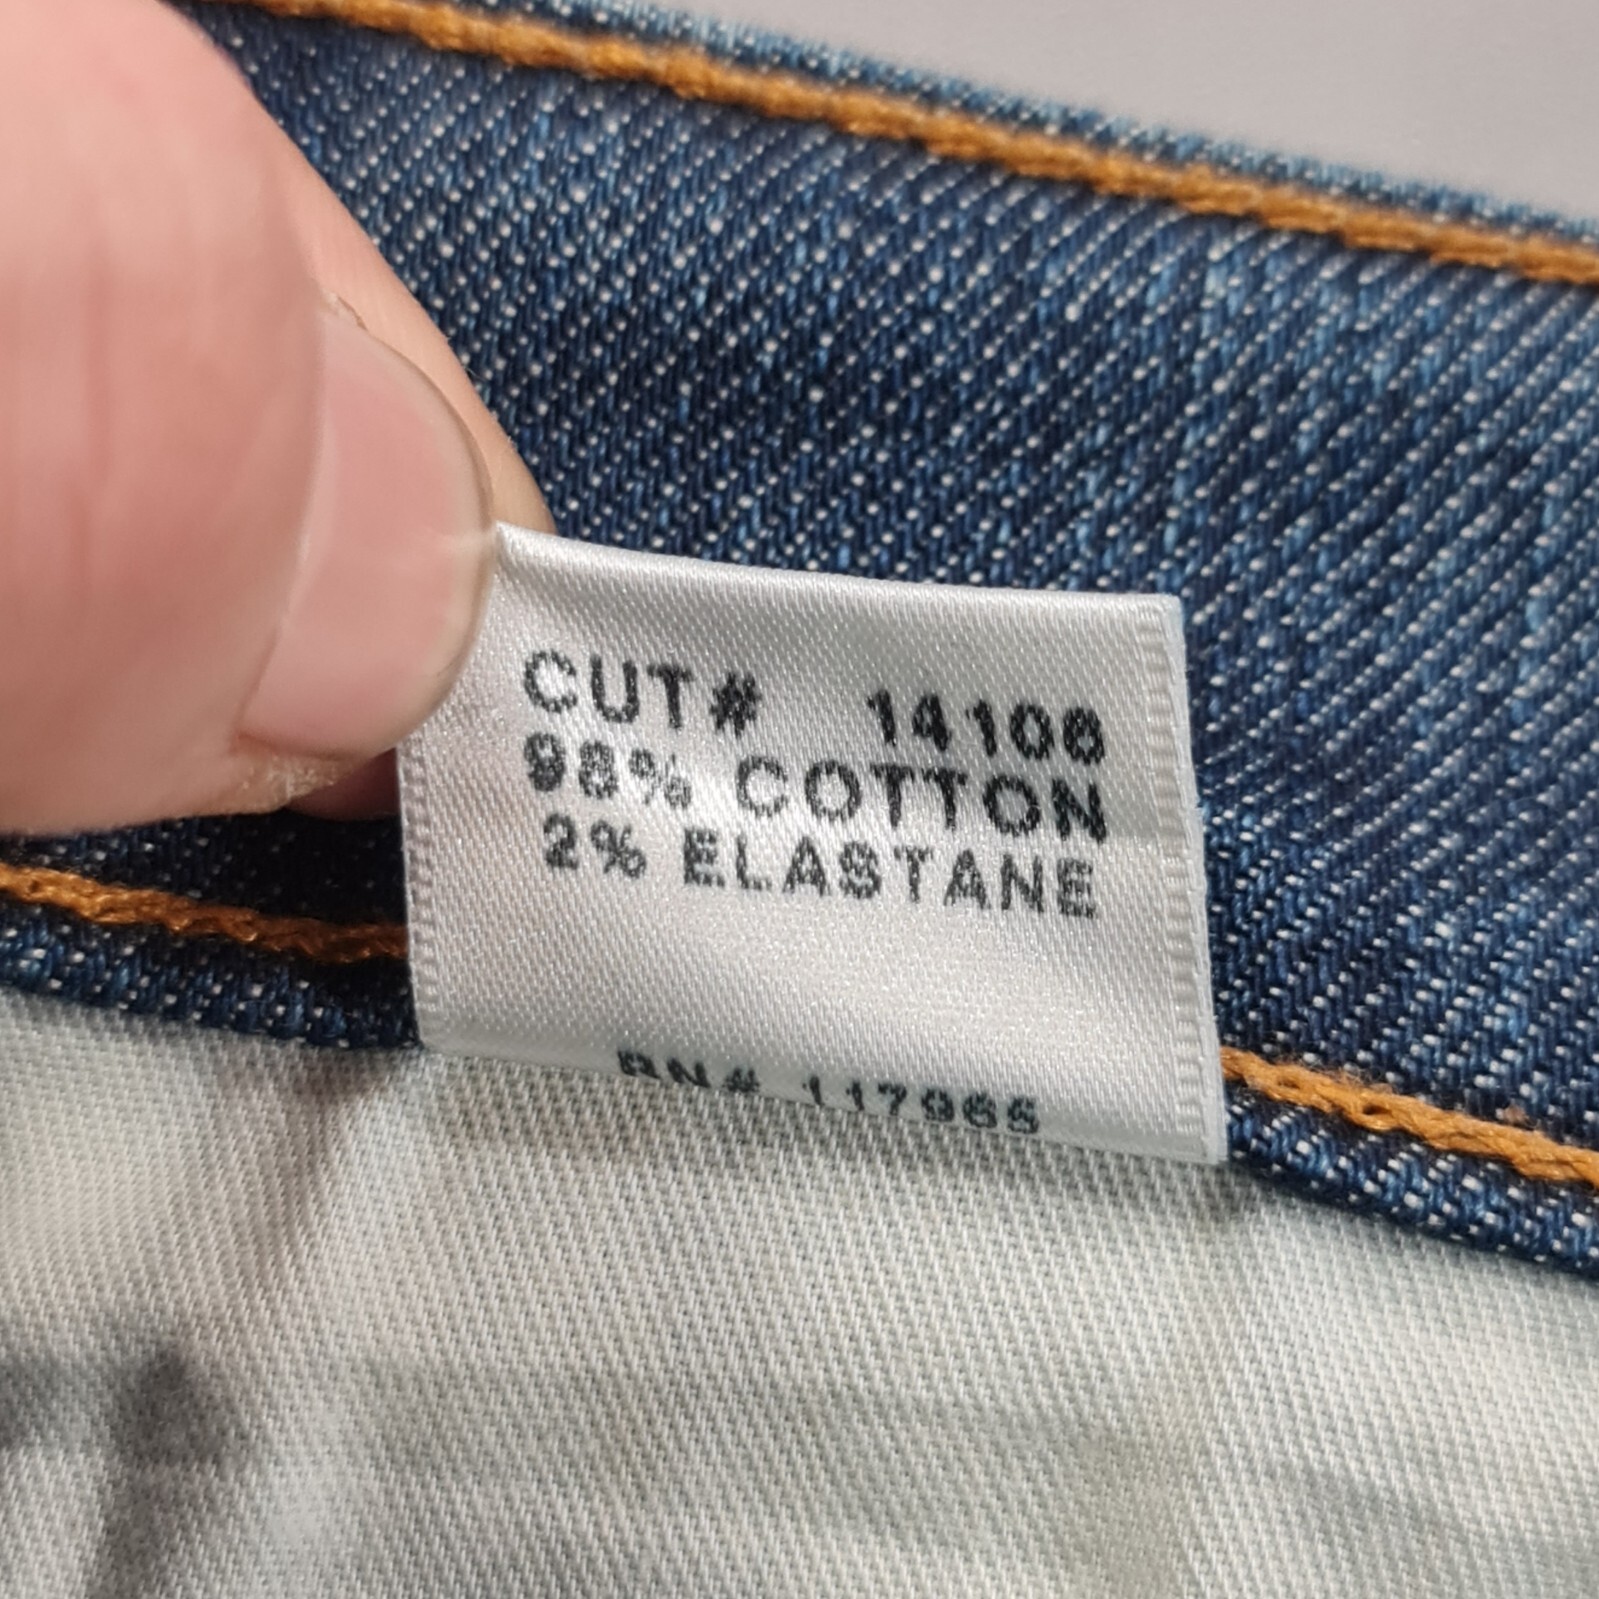 CUT# 14106
98% COTTON
2% ELASTANE
RN# 117965